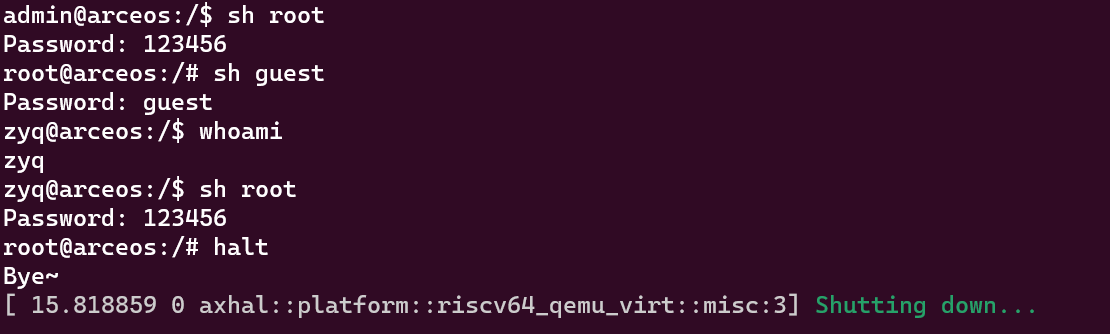 admin@arceos:/$ sh root
Password: 123456
root@arceos:/# sh guest
Password: guest
zyq@arceos:/$ whoami
zyq
zyq@arceos:/$ sh root
Password: 123456
root@arceos:/# halt
Bye~
[ 15.818859 0 axhal::platform::riscv64_qemu_virt::misc:3] Shutting down...